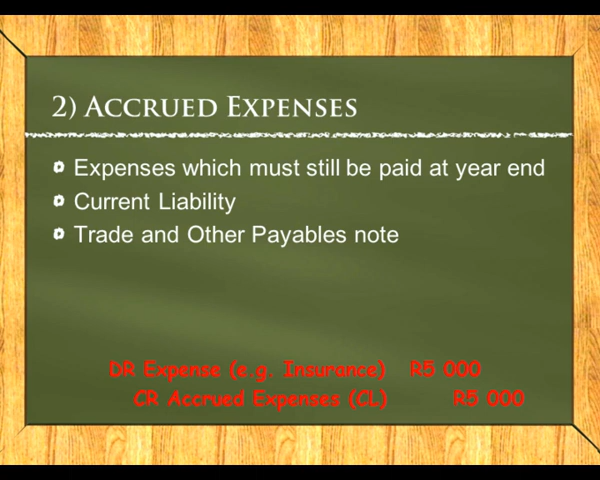 2) ACCRUED EXPENSES
Expenses which must still be paid at year end
Current Liability
Trade and Other Payables note
DR Expense (e.g. Insurance) R5 000
CR Accrued Expenses (CL) R5 000